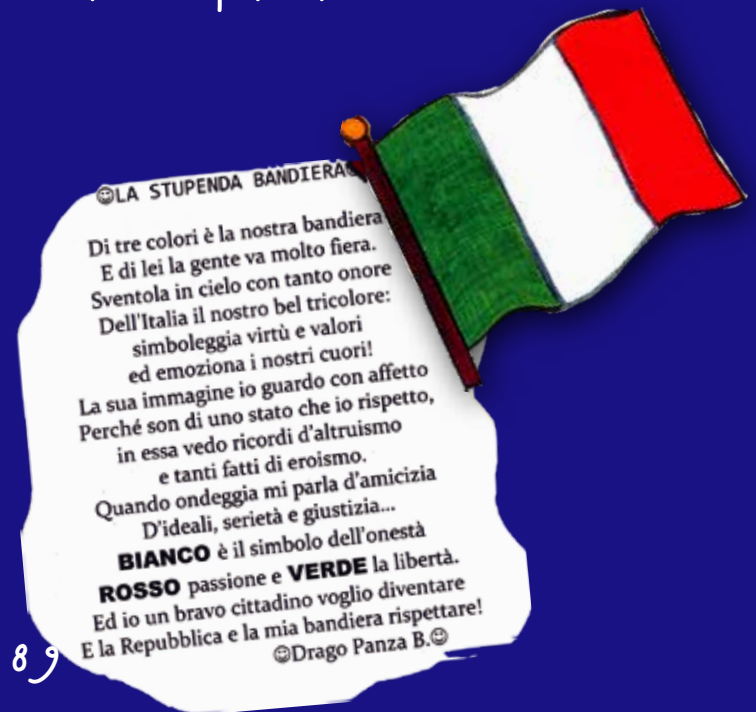 ☺LA STUPENDA BANDIERA☺
Di tre colori è la nostra bandiera
E di lei la gente va molto fiera.
Sventola in cielo con tanto onore
Dell'Italia il nostro bel tricolore:
simboleggia virtù e valori
ed emoziona i nostri cuori!
La sua immagine io guardo con affetto
Perché son di uno stato che io rispetto,
in essa vedo ricordi d'altruismo
e tanti fatti di eroismo.
Quando ondeggia mi parla d'amicizia
D'ideali, serietà e giustizia...
BIANCO è il simbolo dell'onestà
ROSSO passione e VERDE la libertà.
Ed io un bravo cittadino voglio diventare
E la Repubblica e la mia bandiera rispettare!
☺Drago Panza B.☺
89